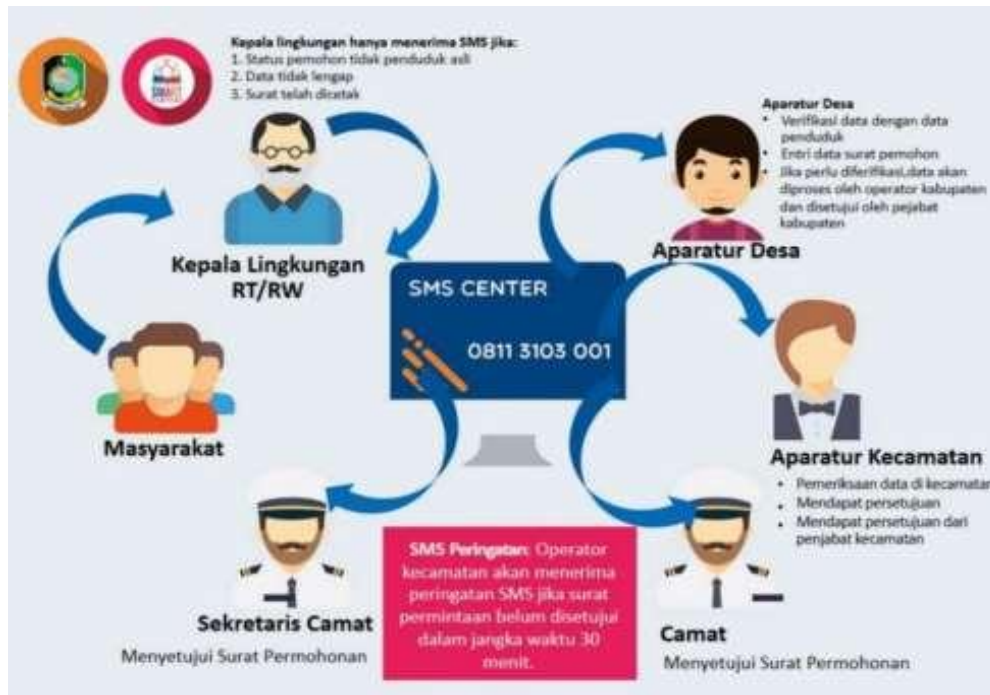 Kepala lingkungan hanya menerima SMS jika:
1. Status pemohon tidak penduduk asli
2. Data tidak lengap
3. Surat telah dicetak
Aparatur Desa
• Verifikasi data dengan data
penduduk
• Entri data surat pemohon
• Jika perlu diferifikasi,data akan
diproses oleh operator kabupaten
dan disetujui oleh pejabat
kabupaten
Aparatur Desa
Kepala Lingkungan
RT/RW
SMS CENTER
0811 3103 001
Masyarakat
Aparatur Kecamatan
• Pemeriksaan data di kecamatan
• Mendapat persetujuan
• Mendapat persetujuan dari
penjabat kecamatan
SMS Peringatan: Operator
kecamatan akan menerima
peringatan SMS jika surat
permintaan belum disetujui
dalam jangka waktu 30
menit.
Sekretaris Camat
Menyetujui Surat Permohonan
Camat
Menyetujui Surat Permohonan